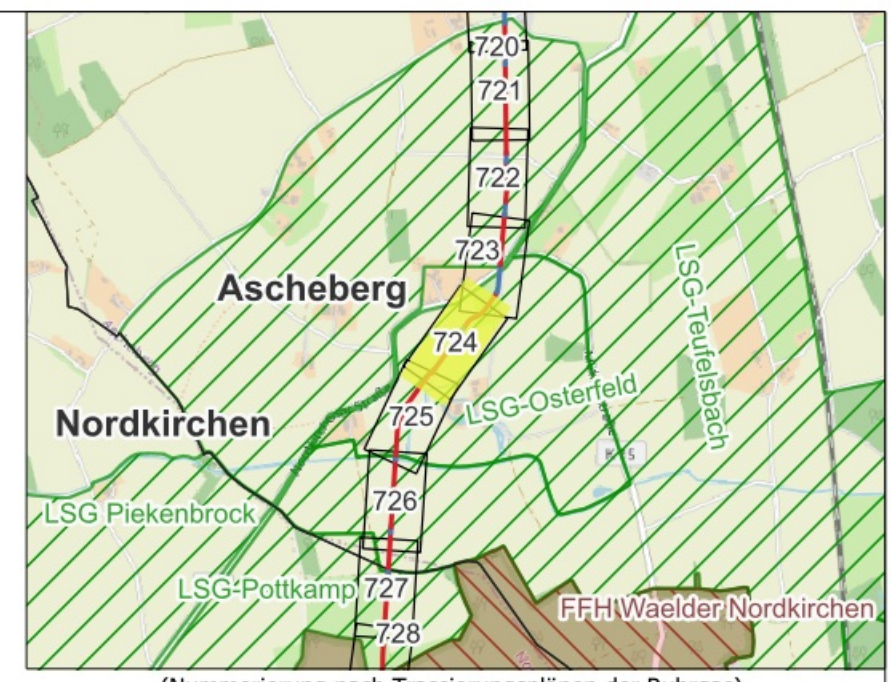 720
721
722
723
Ascheberg
724
LSG-Teufelsbach
LSG-Osterfeld
725
Nordkirchen
726
LSG Piekenbrock
LSG-Pottkamp
727
FFH Waelder Nordkirchen
728
(Nummerierung nach Trassierungsplänen der Ruhrgas)